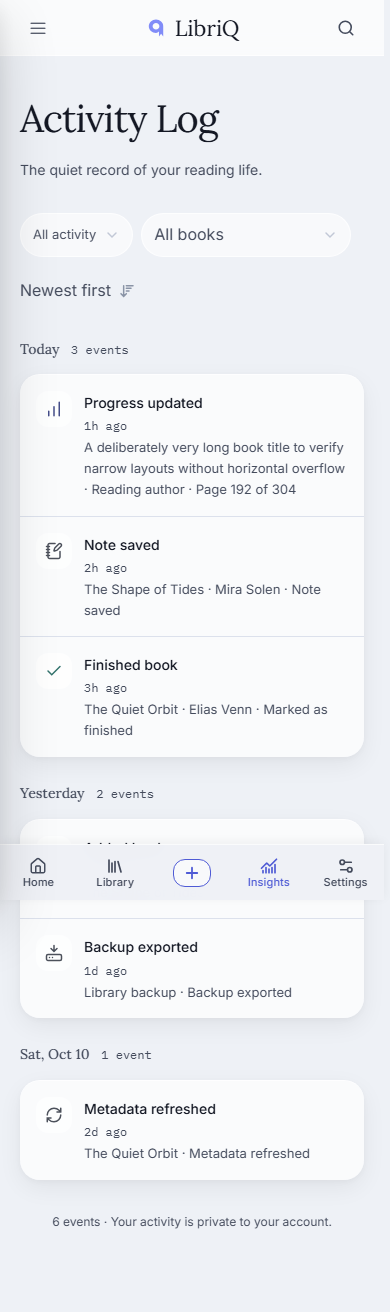 LibriQ
Activity Log
The quiet record of your reading life.
All activity
All books
Newest first
Today 3 events
Progress updated
1h ago
A deliberately very long book title to verify
narrow layouts without horizontal overflow
· Reading author · Page 192 of 304
Note saved
2h ago
The Shape of Tides · Mira Solen · Note
saved
Finished book
3h ago
The Quiet Orbit · Elias Venn · Marked as
finished
Yesterday 2 events
Home
Library
Insights
Settings
Backup exported
1d ago
Library backup · Backup exported
Sat, Oct 10 1 event
Metadata refreshed
2d ago
The Quiet Orbit · Metadata refreshed
6 events · Your activity is private to your account.